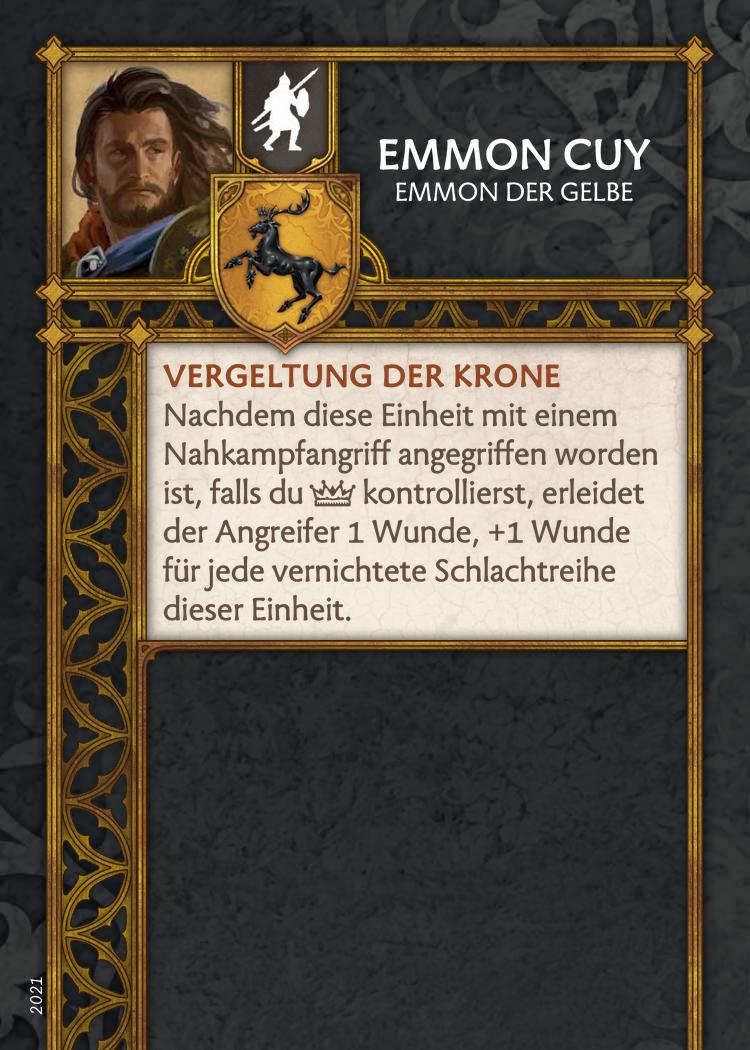 EMMON CUY
EMMON DER GELBE
VERGELTUNG DER KRONE
Nachdem diese Einheit mit einem
Nahkampfangriff angegriffen worden
ist, falls du kontrollierst, erleidet
der Angreifer 1 Wunde, +1 Wunde
für jede vernichtete Schlachtreihe
dieser Einheit.
2021